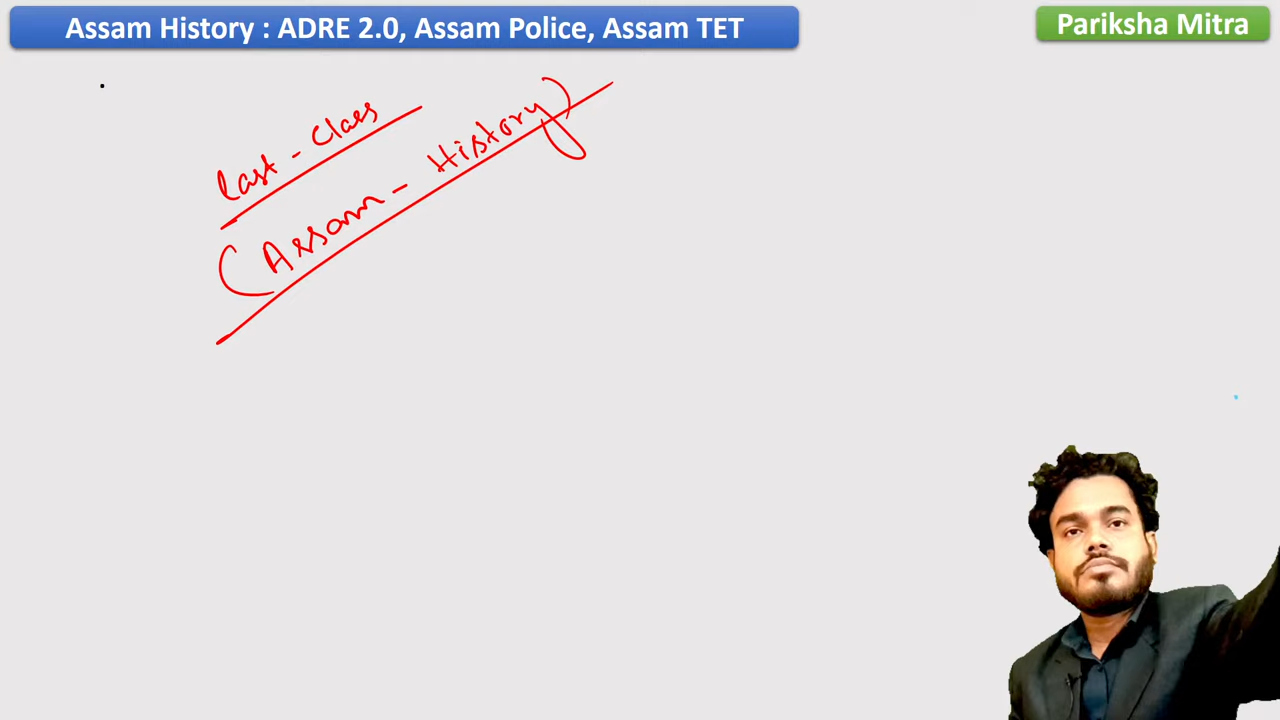 Assam History : ADRE 2.0, Assam Police, Assam TET
Pariksha Mitra
last - Class
(Assam - History)